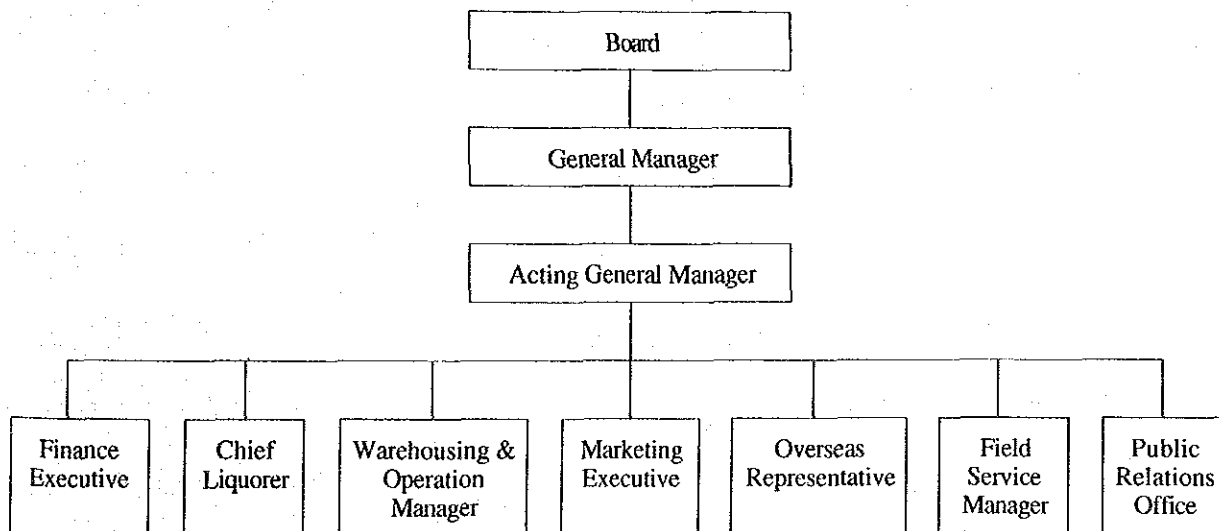 Board
General Manager
Acting General Manager
Finance
Executive
Chief
Liquorer
Warehousing &
Operation
Manager
Marketing
Executive
Overseas
Representative
Field
Service
Manager
Public
Relations
Office